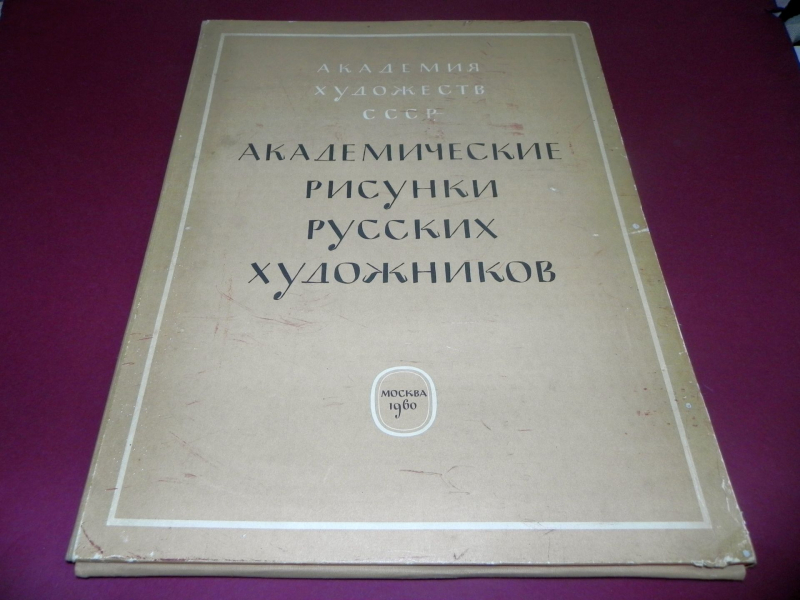 АКАДЕМИЯ
ХУДОЖЕСТВ
СССР
АКАДЕМИЧЕСКИЕ
РИСУНКИ
РУССКИХ
ХУДОЖНИКОВ
МОСКВА
1960